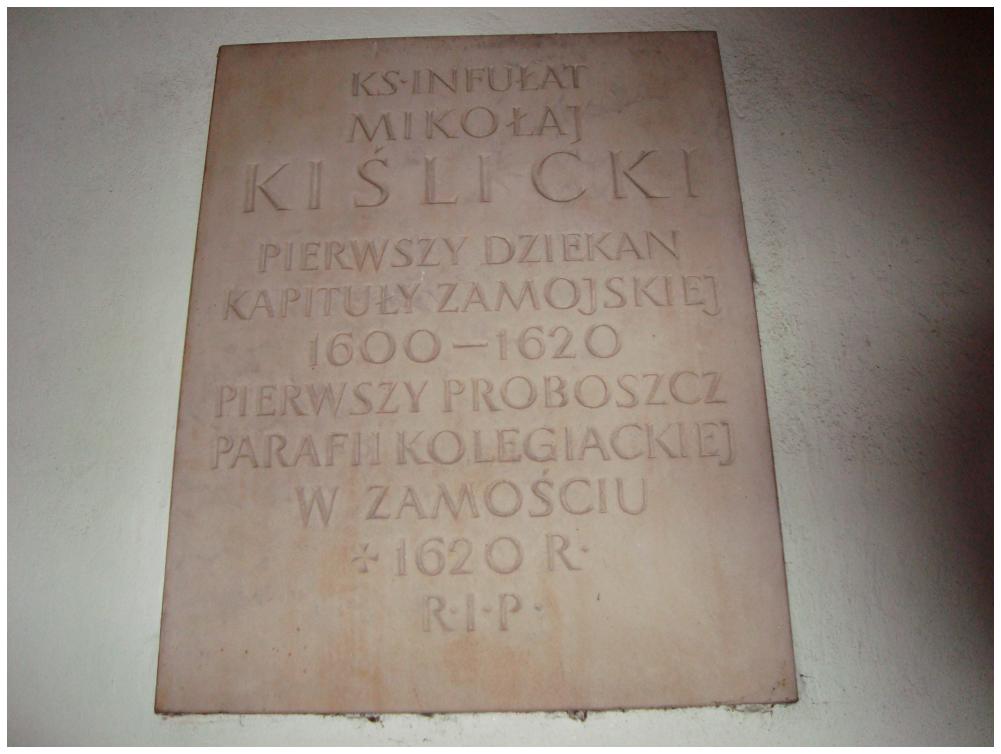 KS·INFUŁAT
MIKOŁAJ
KIŚLICKI
PIERWSZY DZIEKAN
KAPITUŁY ZAMOJSKIEJ
1600—1620
PIERWSZY PROBOSZCZ
PARAFII KOLEGIACKIEJ
W ZAMOŚCIU
✠ 1620 R·
R·I·P·